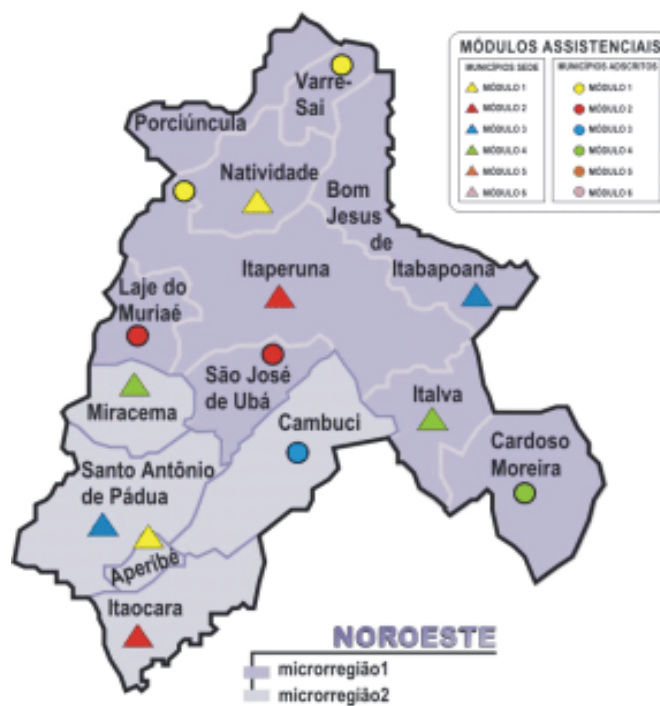 MÓDULOS ASSISTENCIAIS
MUNICÍPIOS SEDE
MÓDULO 1
MÓDULO 2
MÓDULO 3
MÓDULO 4
MÓDULO 5
MÓDULO 6
MUNICÍPIOS ADSCRITOS
MÓDULO 1
MÓDULO 2
MÓDULO 3
MÓDULO 4
MÓDULO 5
MÓDULO 6
Varre-
Sai
Porciúncula
Natividade
Bom
Jesus
de
Itabapoana
Itaperuna
Laje do
Muriaé
São José
de Ubá
Miracema
Cambuci
Italva
Cardoso
Moreira
Santo Antônio
de Pádua
Aperibé
Itaocara
NOROESTE
microrregião1
microrregião2